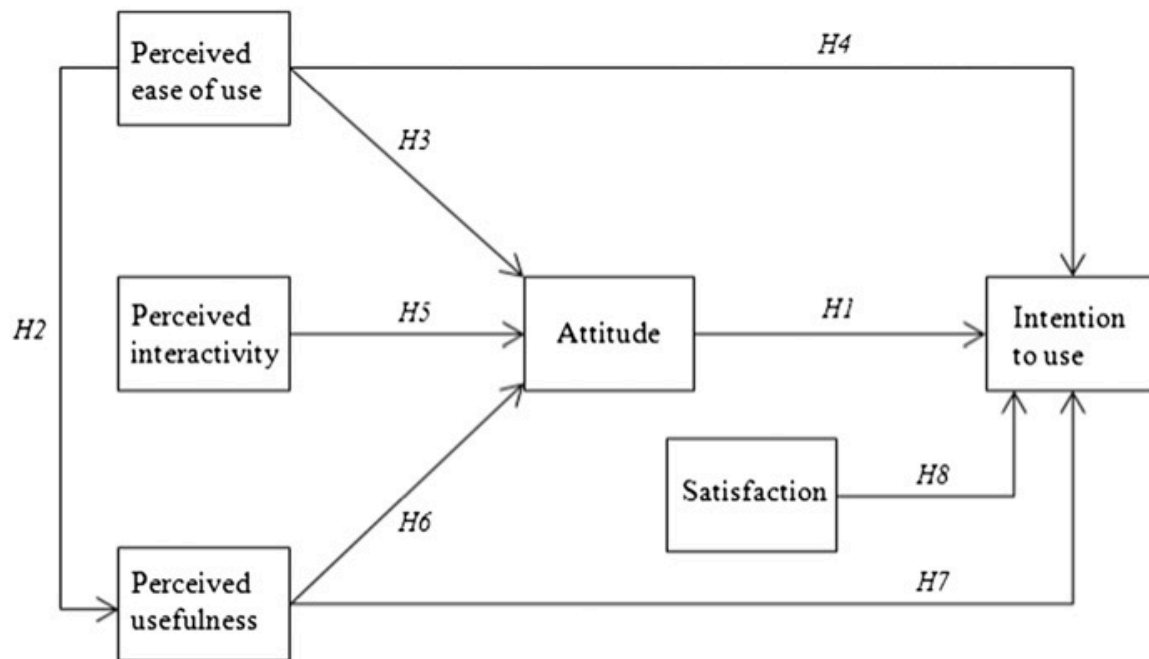 Perceived
ease of use
H4
H3
H2
Perceived
interactivity
H5
Attitude
H1
Intention
to use
Satisfaction
H8
H6
Perceived
usefulness
H7